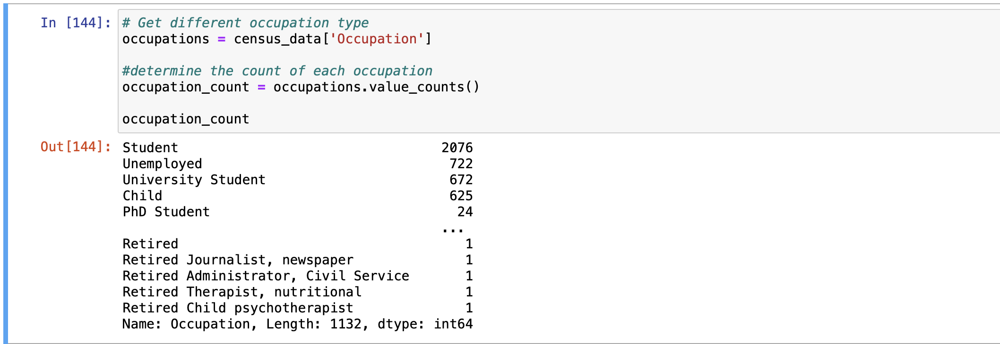 In [144]: # Get different occupation type
occupations = census_data['Occupation']
#determine the count of each occupation
occupation_count = occupations.value_counts()
occupation_count
Out[144]: Student 2076
Unemployed 722
University Student 672
Child 625
PhD Student 24
...
Retired 1
Retired Journalist, newspaper 1
Retired Administrator, Civil Service 1
Retired Therapist, nutritional 1
Retired Child psychotherapist 1
Name: Occupation, Length: 1132, dtype: int64